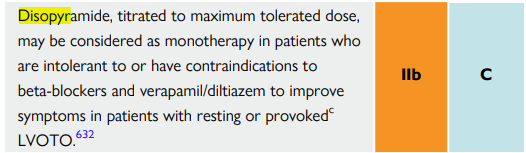 Disopyramide, titrated to maximum tolerated dose,
may be considered as monotherapy in patients who
are intolerant to or have contraindications to
beta-blockers and verapamil/diltiazem to improve
symptoms in patients with resting or provokedᶜ
LVOTO.⁶³²
IIb
C